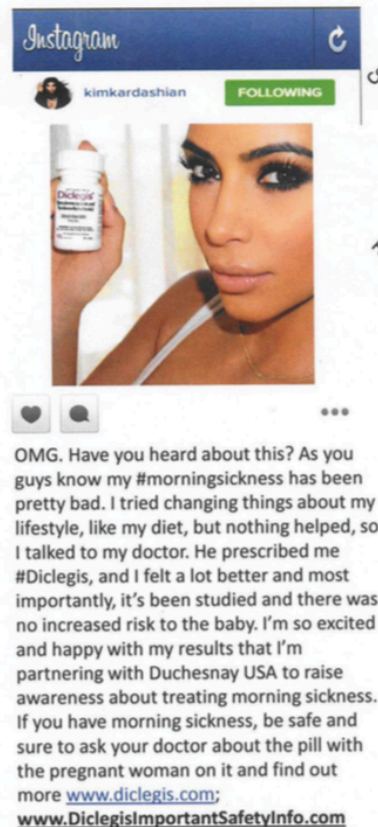 Instagram
kimkardashian
FOLLOWING
Diclegis
OMG. Have you heard about this? As you
guys know my #morningsickness has been
pretty bad. I tried changing things about my
lifestyle, like my diet, but nothing helped, so
I talked to my doctor. He prescribed me
#Diclegis, and I felt a lot better and most
importantly, it's been studied and there was
no increased risk to the baby. I'm so excited
and happy with my results that I'm
partnering with Duchesnay USA to raise
awareness about treating morning sickness.
If you have morning sickness, be safe and
sure to ask your doctor about the pill with
the pregnant woman on it and find out
more www.diclegis.com;
www.DiclegisImportantSafetyInfo.com